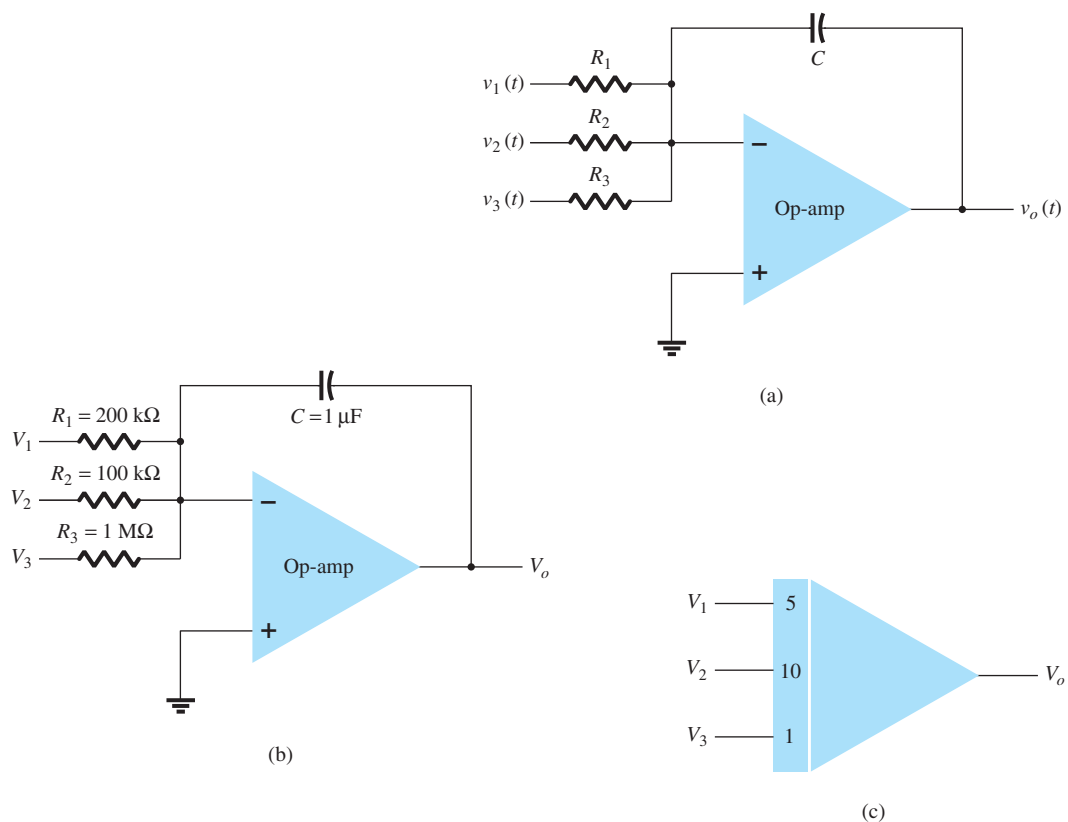 C
R1
v1(t)
R2
v2(t)
R3
v3(t)
−
Op-amp
vo(t)
+
(a)
C = 1 μF
R1 = 200 kΩ
V1
R2 = 100 kΩ
V2
R3 = 1 MΩ
V3
−
Op-amp
Vo
+
(b)
V1 5
V2 10
Vo
V3 1
(c)